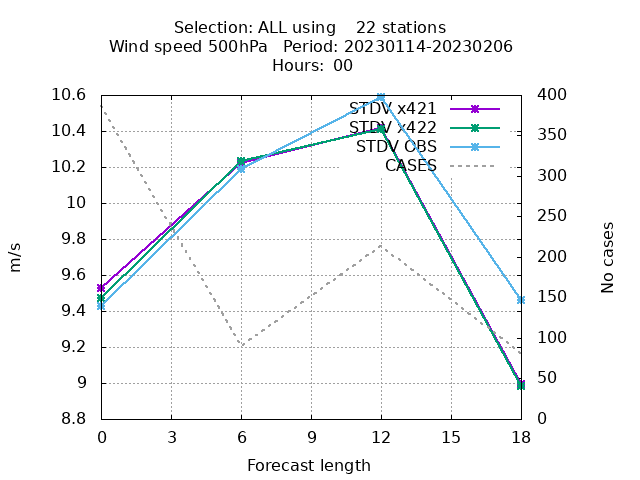 Selection: ALL using    22 stations
Wind speed 500hPa   Period: 20230114-20230206
Hours:  00
STDV x421
STDV x422
STDV OBS
CASES
10.6
10.4
10.2
10
9.8
9.6
9.4
9.2
9
8.8
400
350
300
250
200
150
100
50
0
m/s
No cases
0 3 6 9 12 15 18
Forecast length